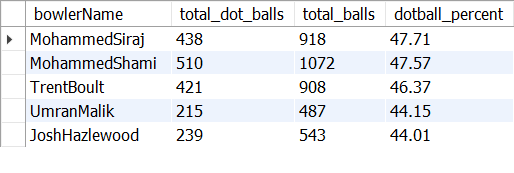 bowlerName total_dot_balls total_balls dotball_percent
MohammedSiraj 438 918 47.71
MohammedShami 510 1072 47.57
TrentBoult 421 908 46.37
UmranMalik 215 487 44.15
JoshHazlewood 239 543 44.01